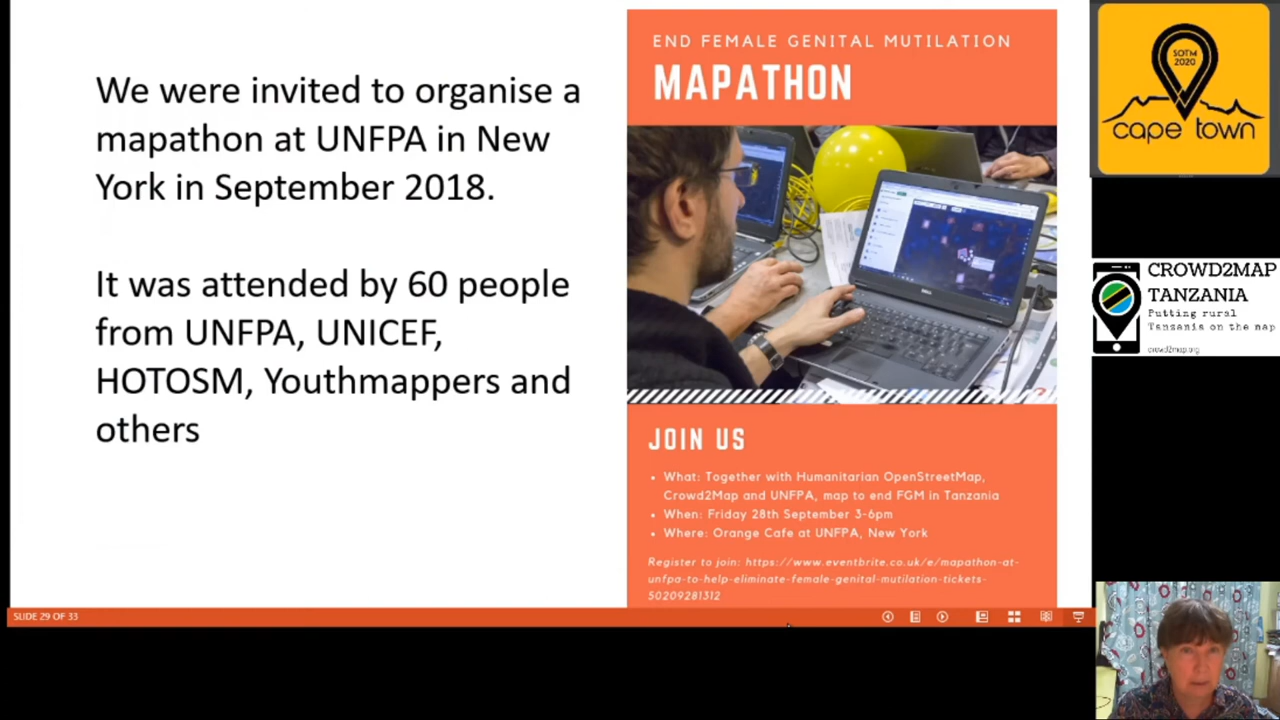 We were invited to organise a
mapathon at UNFPA in New
York in September 2018.
It was attended by 60 people
from UNFPA, UNICEF,
HOTOSM, Youthmappers and
others
END FEMALE GENITAL MUTILATION
MAPATHON
JOIN US
• What: Together with Humanitarian OpenStreetMap,
Crowd2Map and UNFPA, map to end FGM in Tanzania
• When: Friday 28th September 3-6pm
• Where: Orange Cafe at UNFPA, New York
Register to join: https://www.eventbrite.co.uk/e/mapathon-at-
unfpa-to-help-eliminate-female-genital-mutilation-tickets-
50209281312
SLIDE 29 OF 33
SOTM
2020
cape town
CROWD2MAP
TANZANIA
Putting rural
Tanzania on the map
crowd2map.org